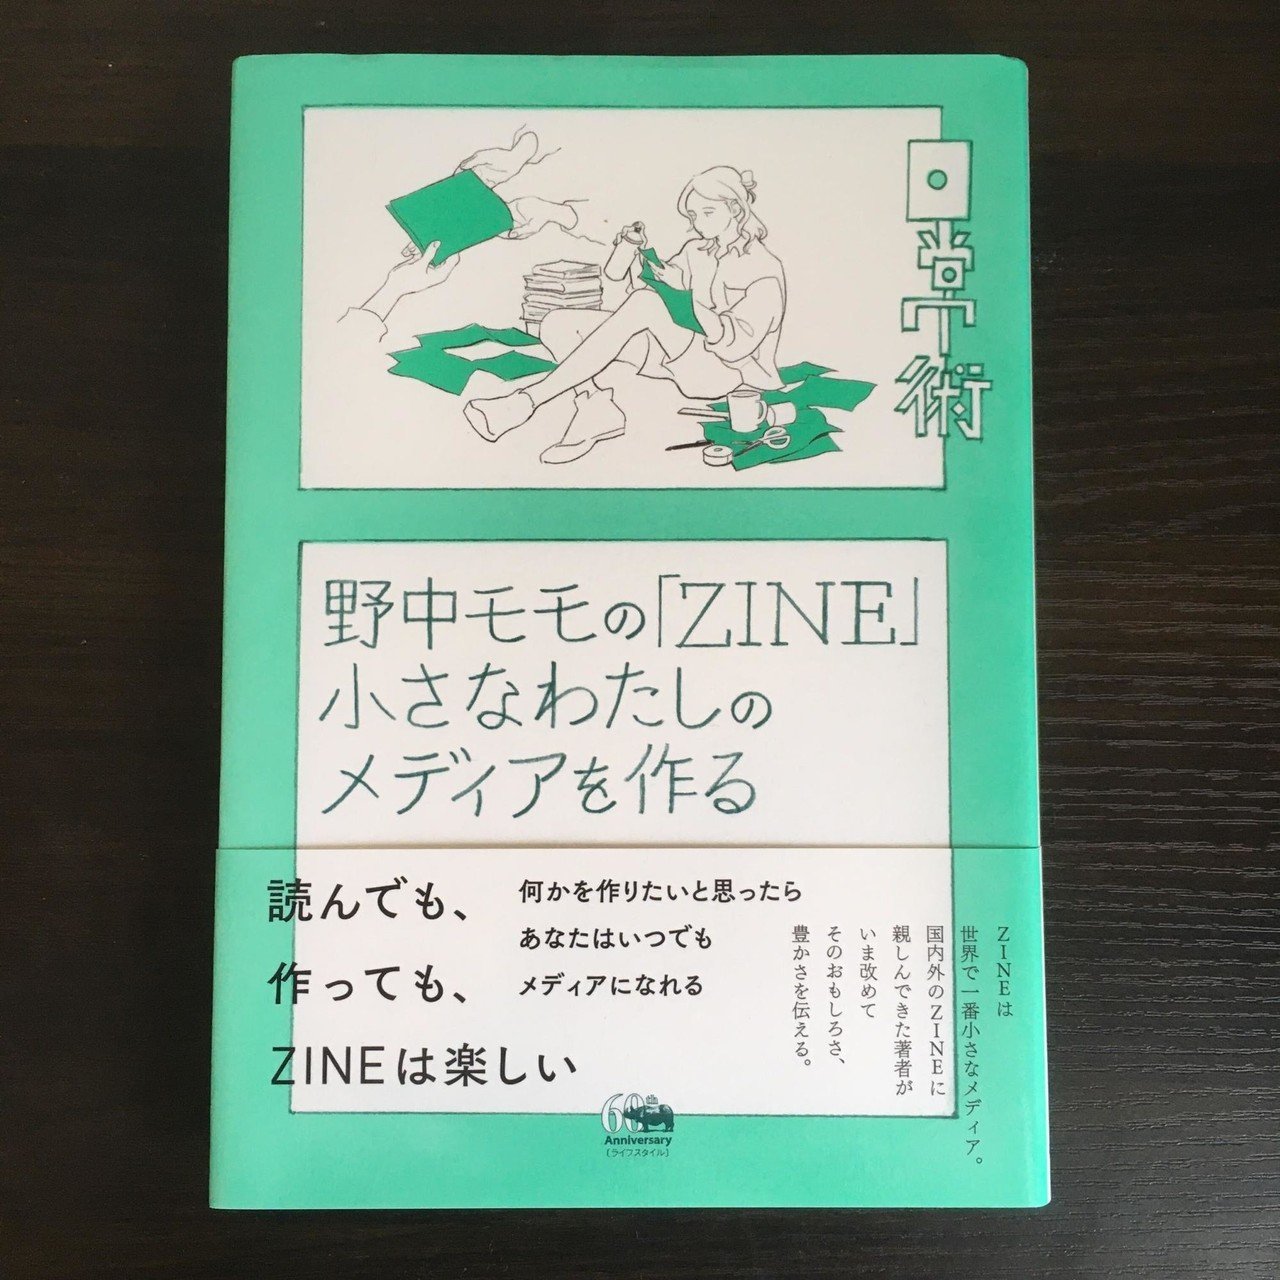 日常術
野中モモの「ZINE」
小さなわたしの
メディアを作る
読んでも、
作っても、
ZINEは楽しい
何かを作りたいと思ったら
あなたはいつでも
メディアになれる
ZINEは
世界で一番小さなメディア。
国内外のZINEに
親しんできた著者が
いま改めて
そのおもしろさ、
豊かさを伝える。
60th
Anniversary
〔ライフスタイル〕